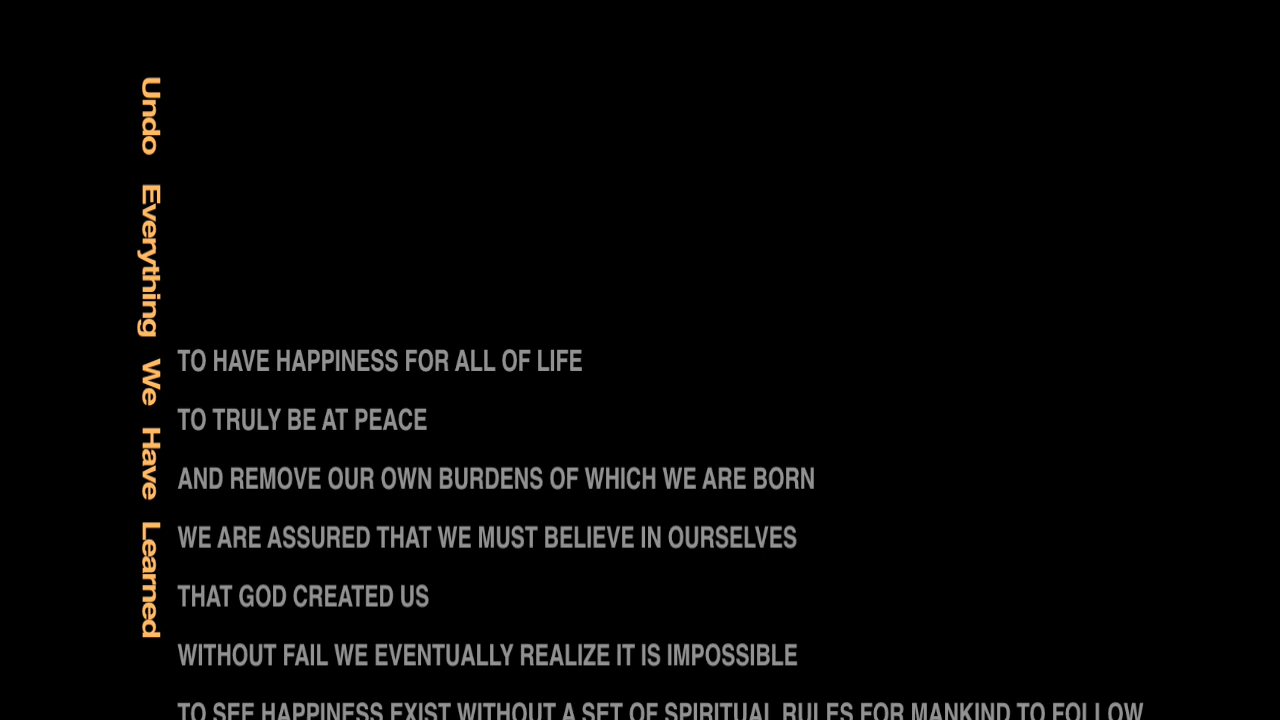 Undo Everything We Have Learned
TO HAVE HAPPINESS FOR ALL OF LIFE
TO TRULY BE AT PEACE
AND REMOVE OUR OWN BURDENS OF WHICH WE ARE BORN
WE ARE ASSURED THAT WE MUST BELIEVE IN OURSELVES
THAT GOD CREATED US
WITHOUT FAIL WE EVENTUALLY REALIZE IT IS IMPOSSIBLE
TO SEE HAPPINESS EXIST WITHOUT A SET OF SPIRITUAL RULES FOR MANKIND TO FOLLOW